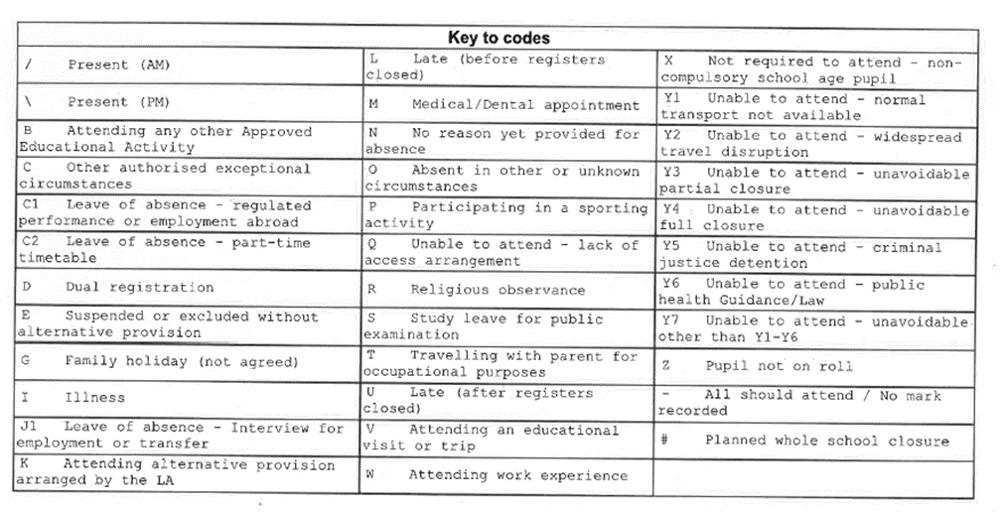 Key to codes
/ Present (AM)
\ Present (PM)
B Attending any other Approved
Educational Activity
C Other authorised exceptional
circumstances
C1 Leave of absence - regulated
performance or employment abroad
C2 Leave of absence - part-time
timetable
D Dual registration
E Suspended or excluded without
alternative provision
G Family holiday (not agreed)
I Illness
J1 Leave of absence - Interview for
employment or transfer
K Attending alternative provision
arranged by the LA
L Late (before registers
closed)
M Medical/Dental appointment
N No reason yet provided for
absence
O Absent in other or unknown
circumstances
P Participating in a sporting
activity
Q Unable to attend - lack of
access arrangement
R Religious observance
S Study leave for public
examination
T Travelling with parent for
occupational purposes
U Late (after registers
closed)
V Attending an educational
visit or trip
W Attending work experience
X Not required to attend - non-
compulsory school age pupil
Y1 Unable to attend - normal
transport not available
Y2 Unable to attend - widespread
travel disruption
Y3 Unable to attend - unavoidable
partial closure
Y4 Unable to attend - unavoidable
full closure
Y5 Unable to attend - criminal
justice detention
Y6 Unable to attend - public
health Guidance/Law
Y7 Unable to attend - unavoidable
other than Y1-Y6
Z Pupil not on roll
- All should attend / No mark
recorded
# Planned whole school closure